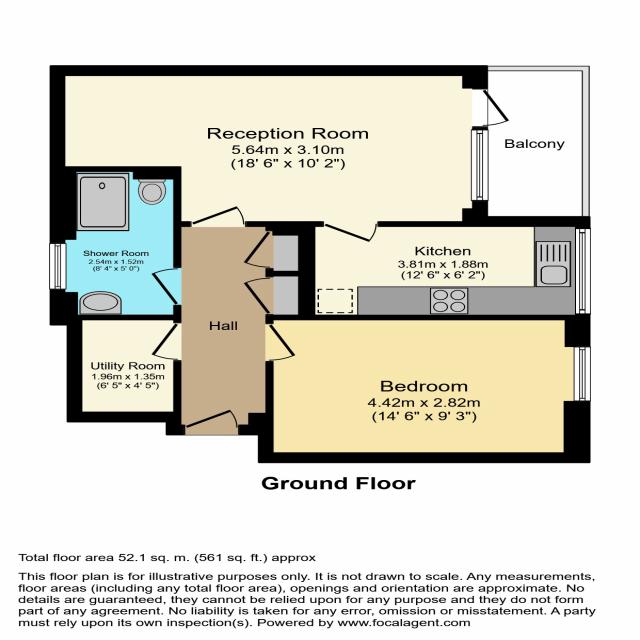 Reception Room
5.64m x 3.10m
(18' 6" x 10' 2")
Balcony
Shower Room
2.54m x 1.52m
(8' 4" x 5' 0")
Kitchen
3.81m x 1.88m
(12' 6" x 6' 2")
Hall
Utility Room
1.96m x 1.35m
(6' 5" x 4' 5")
Bedroom
4.42m x 2.82m
(14' 6" x 9' 3")
Ground Floor
Total floor area 52.1 sq. m. (561 sq. ft.) approx
This floor plan is for illustrative purposes only. It is not drawn to scale. Any measurements,
floor areas (including any total floor area), openings and orientation are approximate. No
details are guaranteed, they cannot be relied upon for any purpose and they do not form
part of any agreement. No liability is taken for any error, omission or misstatement. A party
must rely upon its own inspection(s). Powered by www.focalagent.com